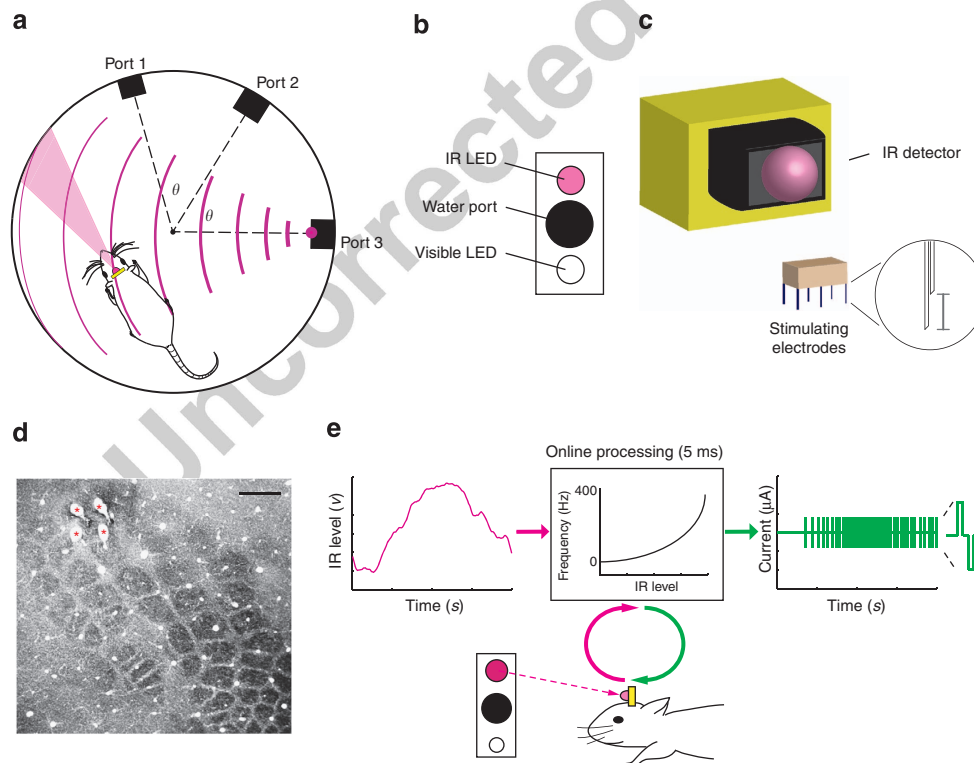 a
Port 1
Port 2
θ
θ
Port 3
b
IR LED
Water port
Visible LED
c
IR detector
Stimulating
electrodes
Uncorrected
d
* *
* *
e
Online processing (5 ms)
IR level (v)
Time (s)
Frequency (Hz)
400
0
IR level
Current (µA)
Time (s)